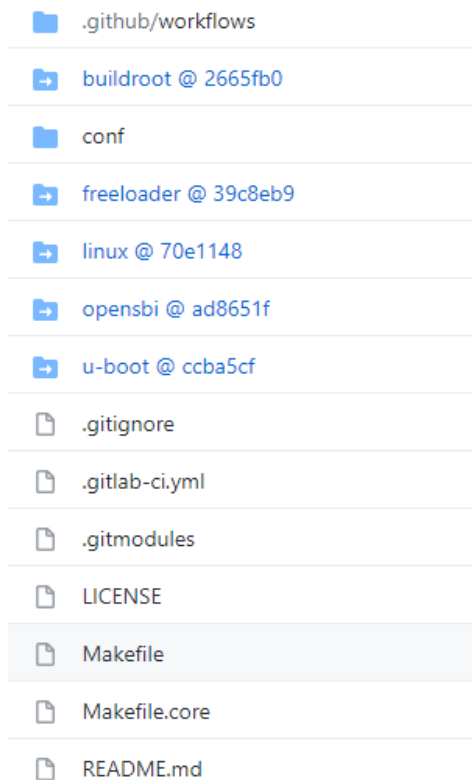 .github/workflows
buildroot @ 2665fb0
conf
freeloader @ 39c8eb9
linux @ 70e1148
opensbi @ ad8651f
u-boot @ ccba5cf
.gitignore
.gitlab-ci.yml
.gitmodules
LICENSE
Makefile
Makefile.core
README.md